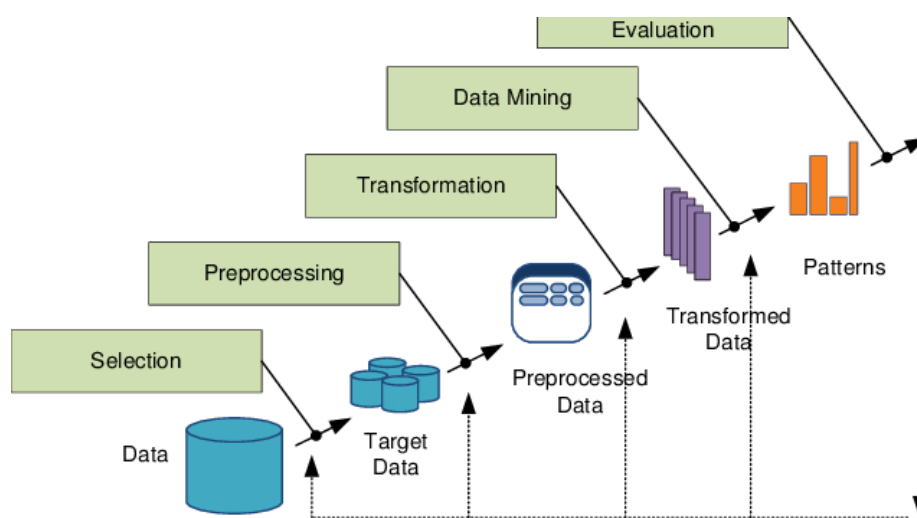 Evaluation
Data Mining
Transformation
Preprocessing
Selection
Data
Target
Data
Preprocessed
Data
Transformed
Data
Patterns